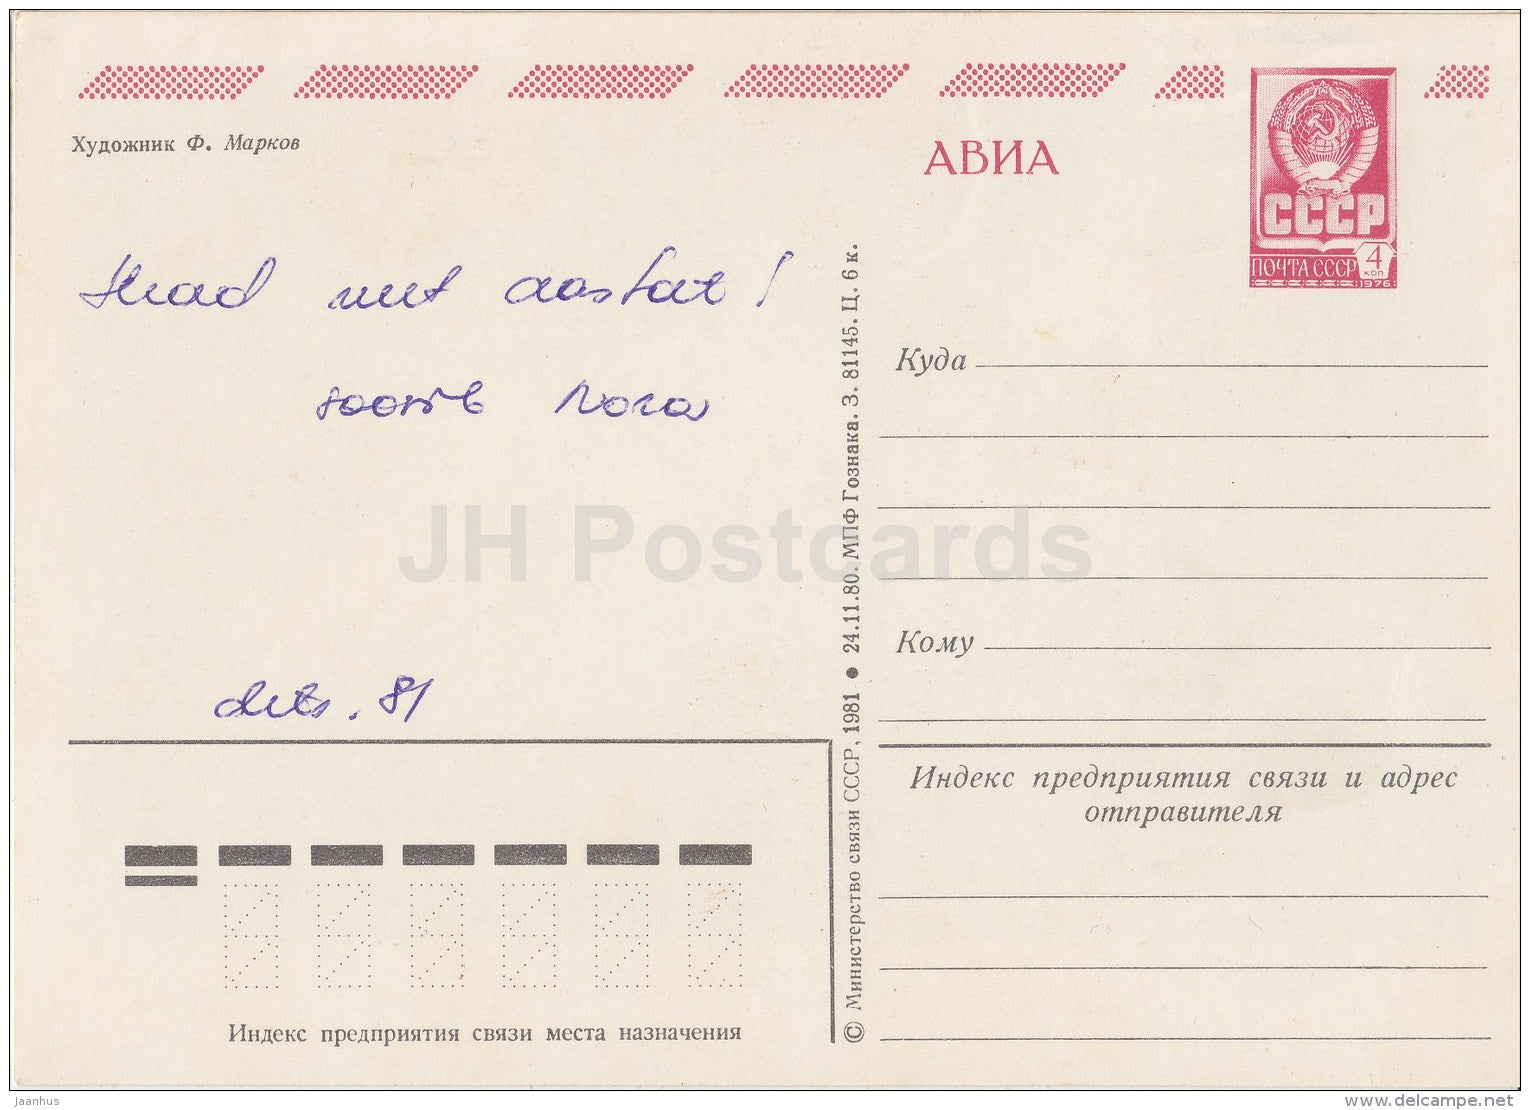 Художник Ф. Марков
АВИА
СССР
ПОЧТА СССР 4 КОП
1976
Head uut aastat!
soovib Nora
dets. 81
Куда
Кому
Индекс предприятия связи и адрес
отправителя
© Министерство связи СССР, 1981 ● 24.11.80. МПФ Гознака. З. 81145. Ц. 6 к.
Индекс предприятия связи места назначения
JH Postcards
jaanhus
delcampe.net